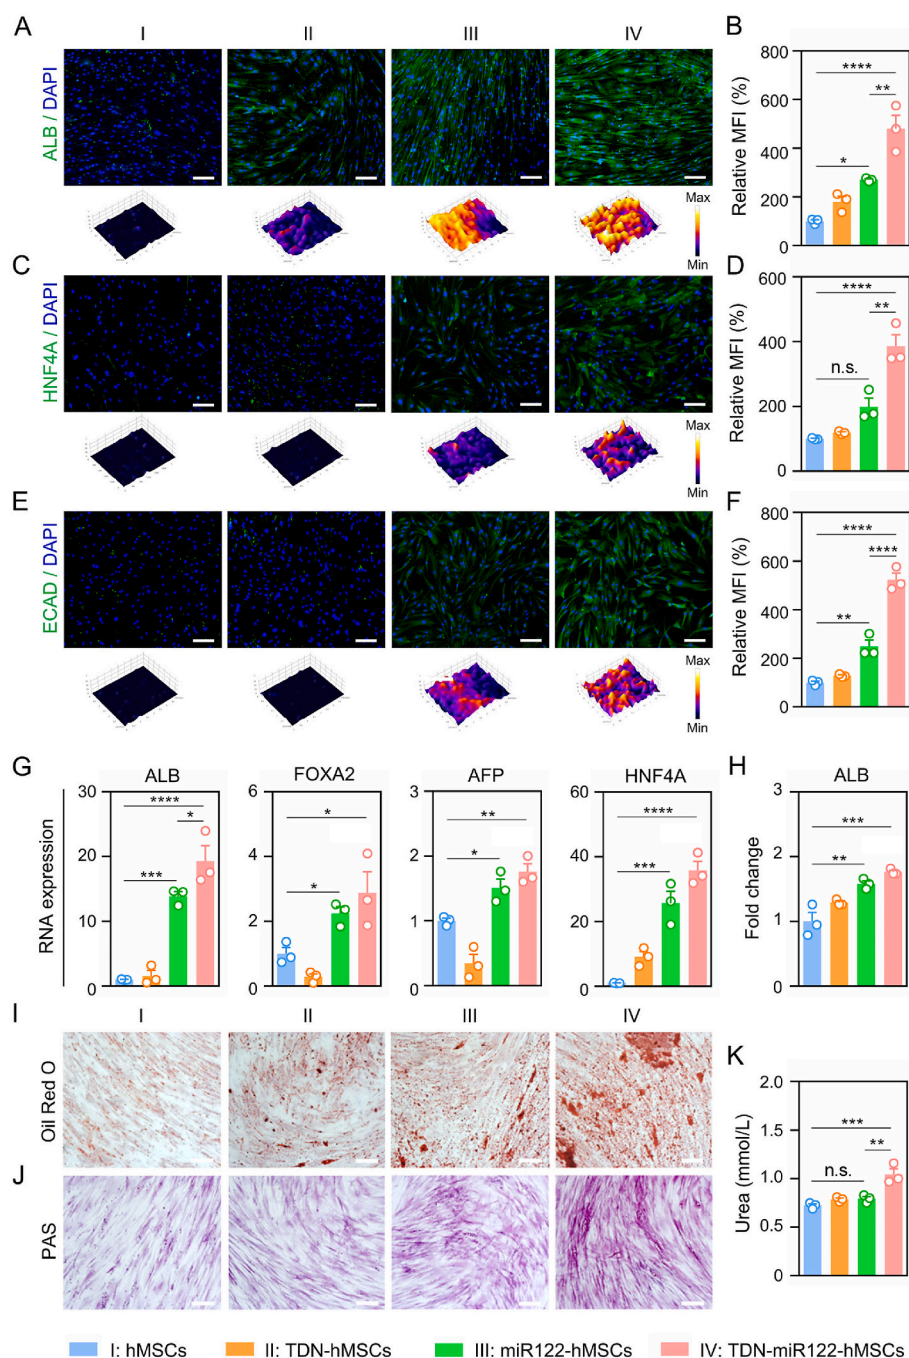 A I II III IV B
ALB / DAPI
Max
Min
Relative MFI (%)
800
600
400
200
0
****
**
*
C D
HNF4A / DAPI
Max
Min
Relative MFI (%)
600
400
200
0
****
**
n.s.
E F
ECAD / DAPI
Max
Min
Relative MFI (%)
800
600
400
200
0
****
****
**
G ALB FOXA2 AFP HNF4A H ALB
RNA expression
30
20
10
0
****
*
***
6
4
2
0
*
*
3
2
1
0
**
*
60
40
20
0
****
***
Fold change
3
2
1
0
***
**
I I II III IV
Oil Red O
J
PAS
K
Urea (mmol/L)
2.0
1.5
1.0
0.5
0
***
**
n.s.
I: hMSCs II: TDN-hMSCs III: miR122-hMSCs IV: TDN-miR122-hMSCs